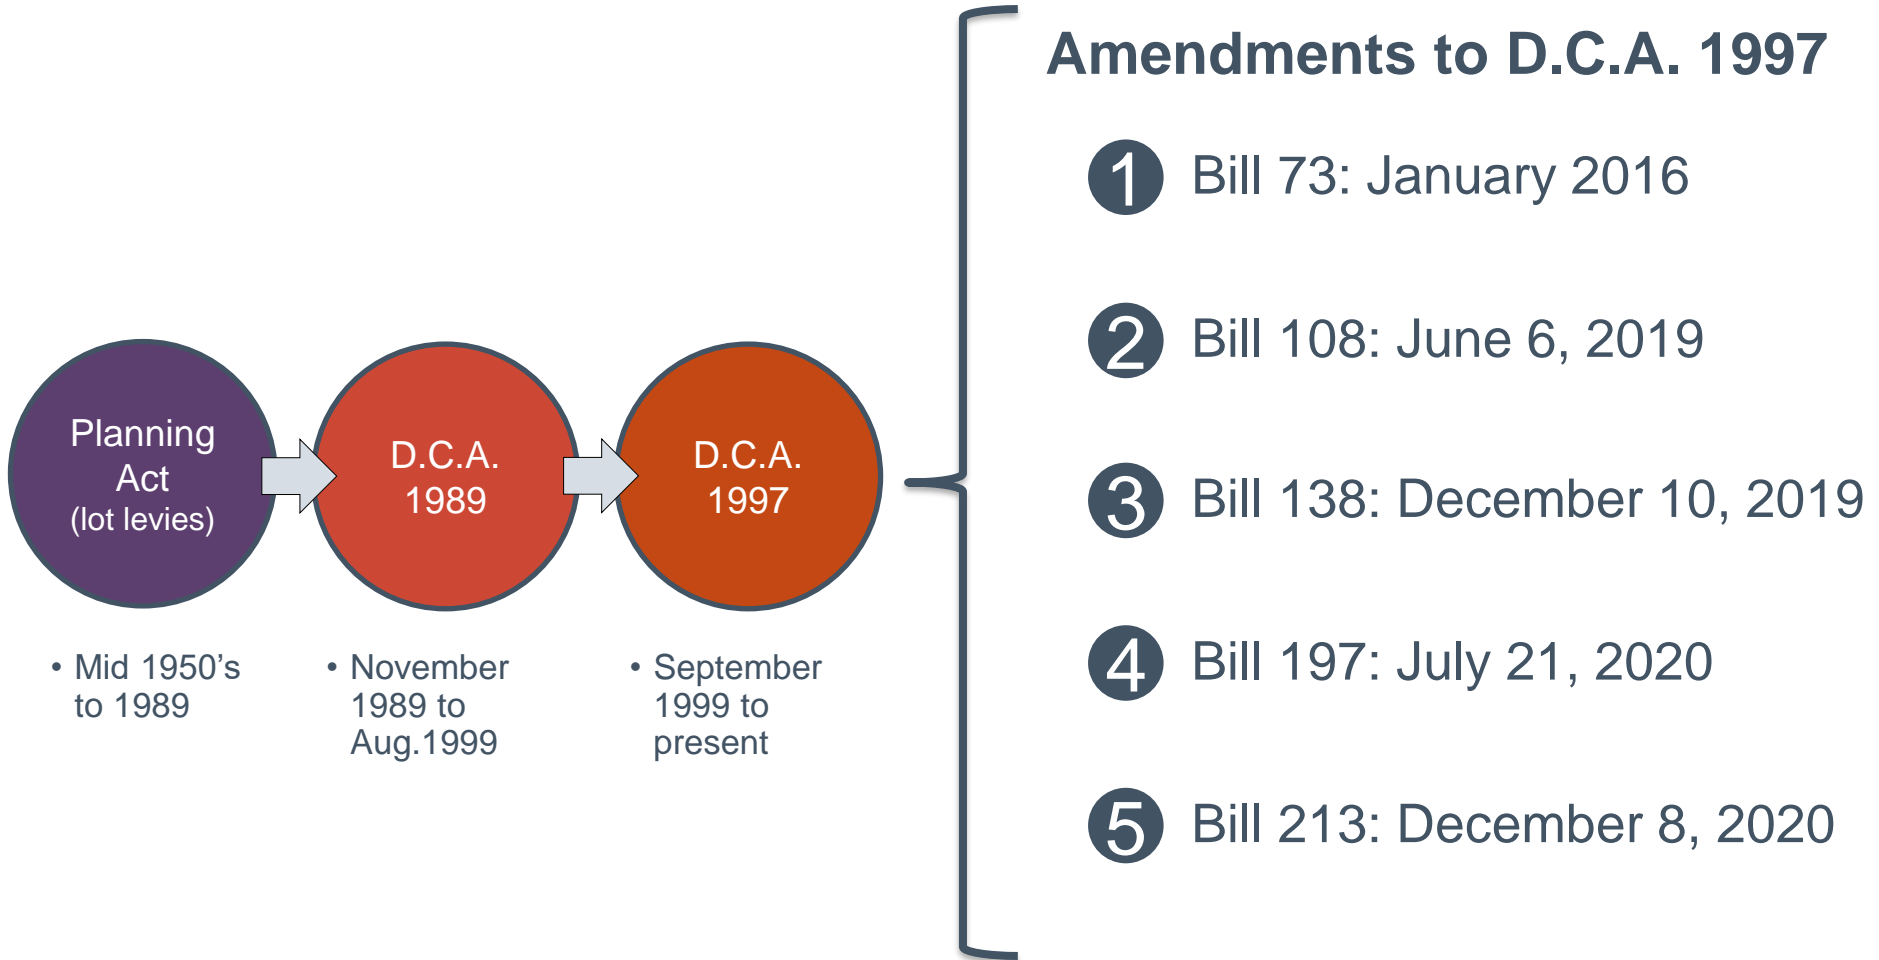 Planning
Act
(lot levies)
• Mid 1950's
to 1989
D.C.A.
1989
• November
1989 to
Aug.1999
D.C.A.
1997
• September
1999 to
present
Amendments to D.C.A. 1997
1 Bill 73: January 2016
2 Bill 108: June 6, 2019
3 Bill 138: December 10, 2019
4 Bill 197: July 21, 2020
5 Bill 213: December 8, 2020